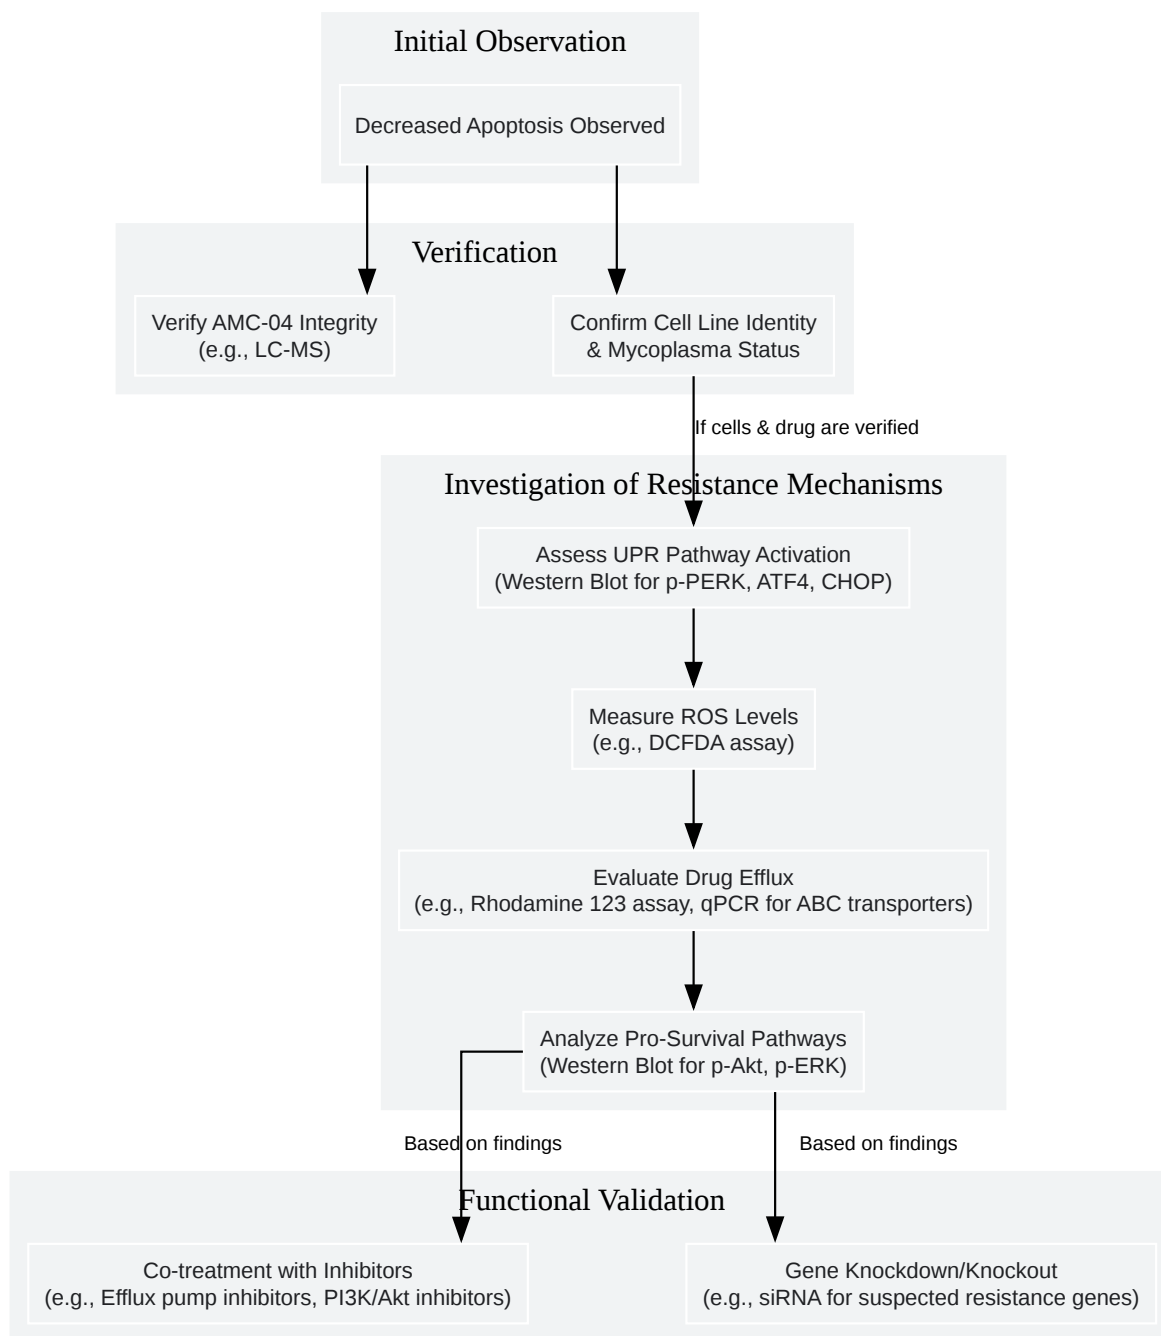 Initial Observation
Decreased Apoptosis Observed
Verification
Verify AMC-04 Integrity
(e.g., LC-MS)
Confirm Cell Line Identity
& Mycoplasma Status
If cells & drug are verified
Investigation of Resistance Mechanisms
Assess UPR Pathway Activation
(Western Blot for p-PERK, ATF4, CHOP)
Measure ROS Levels
(e.g., DCFDA assay)
Evaluate Drug Efflux
(e.g., Rhodamine 123 assay, qPCR for ABC transporters)
Analyze Pro-Survival Pathways
(Western Blot for p-Akt, p-ERK)
Based on findings
Based on findings
Functional Validation
Co-treatment with Inhibitors
(e.g., Efflux pump inhibitors, PI3K/Akt inhibitors)
Gene Knockdown/Knockout
(e.g., siRNA for suspected resistance genes)